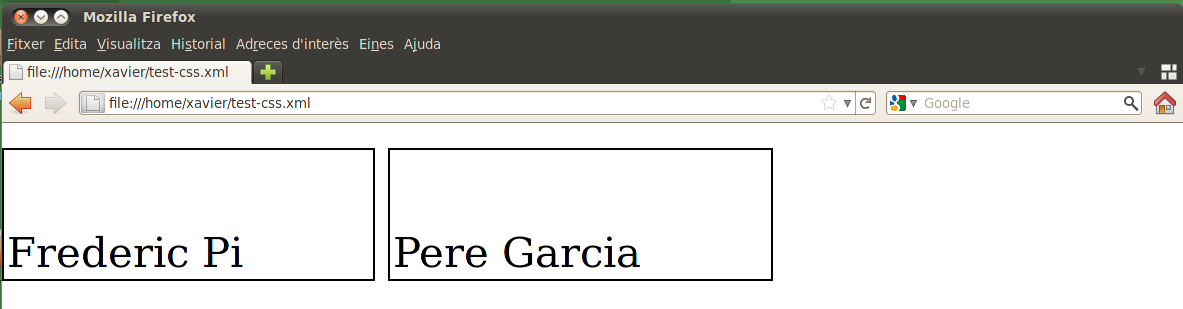 Mozilla Firefox
Fitxer Edita Visualitza Historial Adreces d'interès Eines Ajuda
file:///home/xavier/test-css.xml
file:///home/xavier/test-css.xml Google
Frederic Pi Pere Garcia